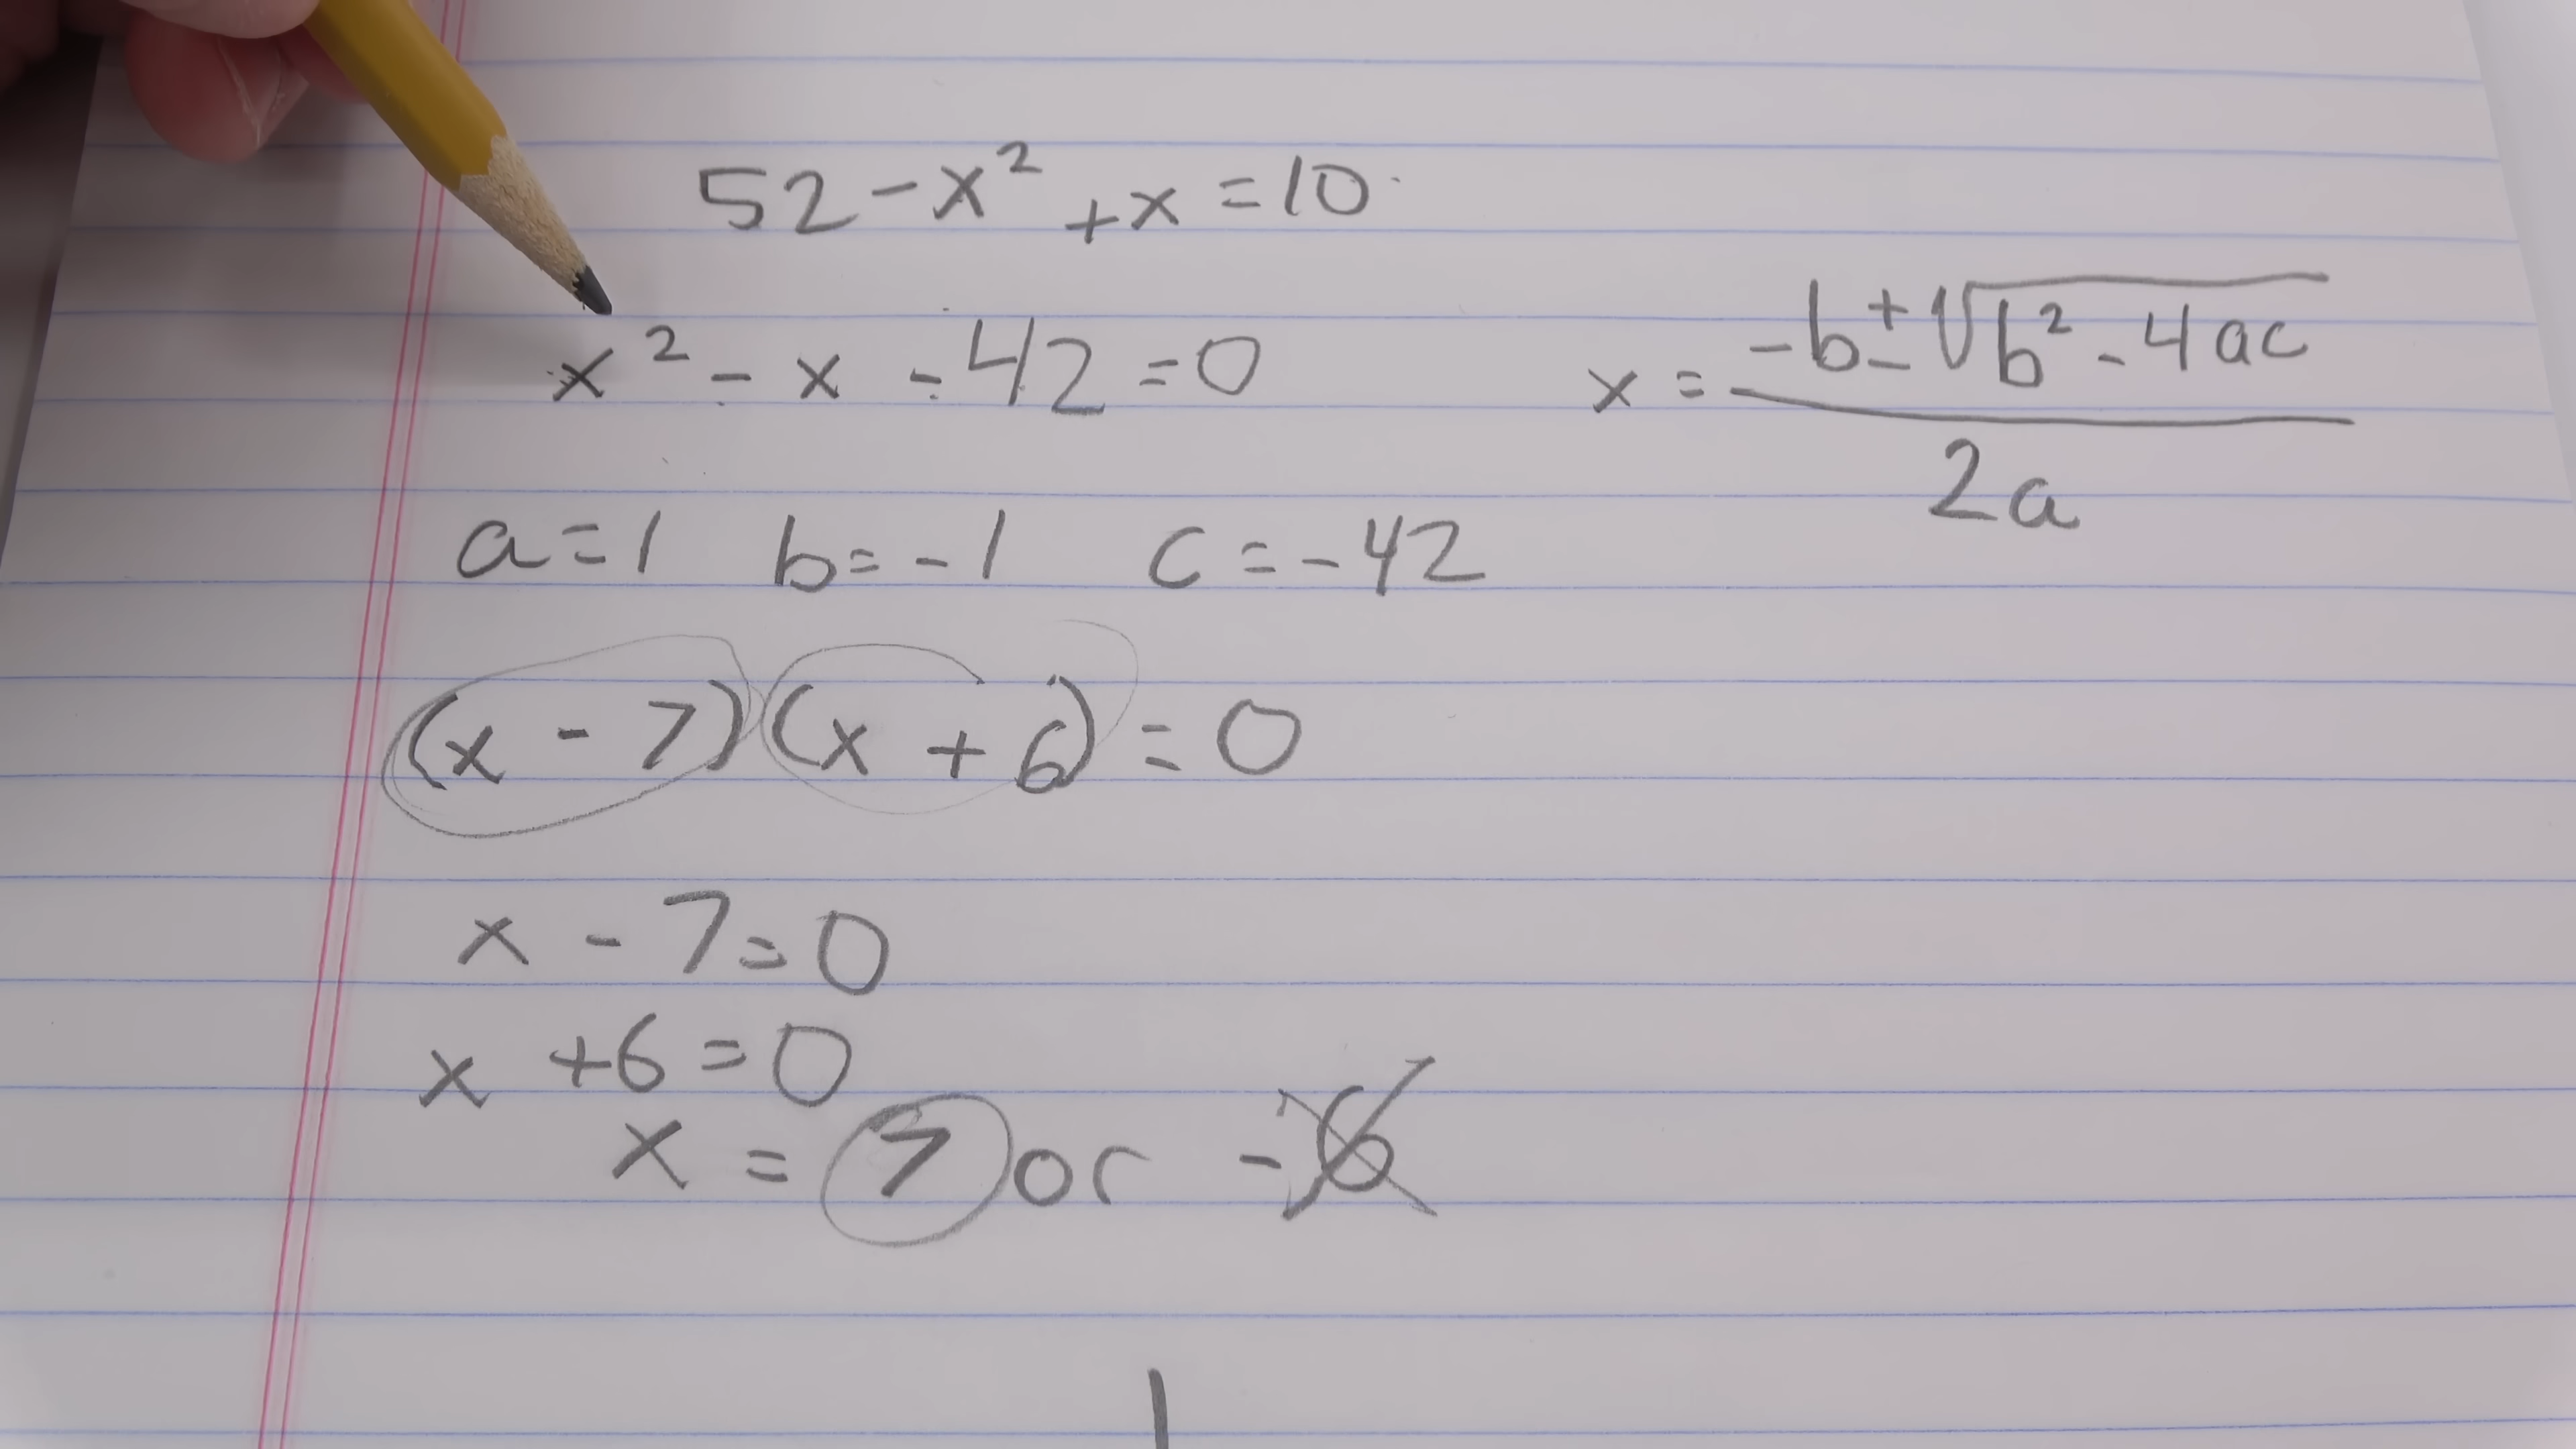 52 - x² + x = 10
x² - x - 42 = 0
x = (-b ± √(b² - 4ac)) / 2a
a = 1 b = -1 c = -42
(x - 7)(x + 6) = 0
x - 7 = 0
x + 6 = 0
x = 7 or -6